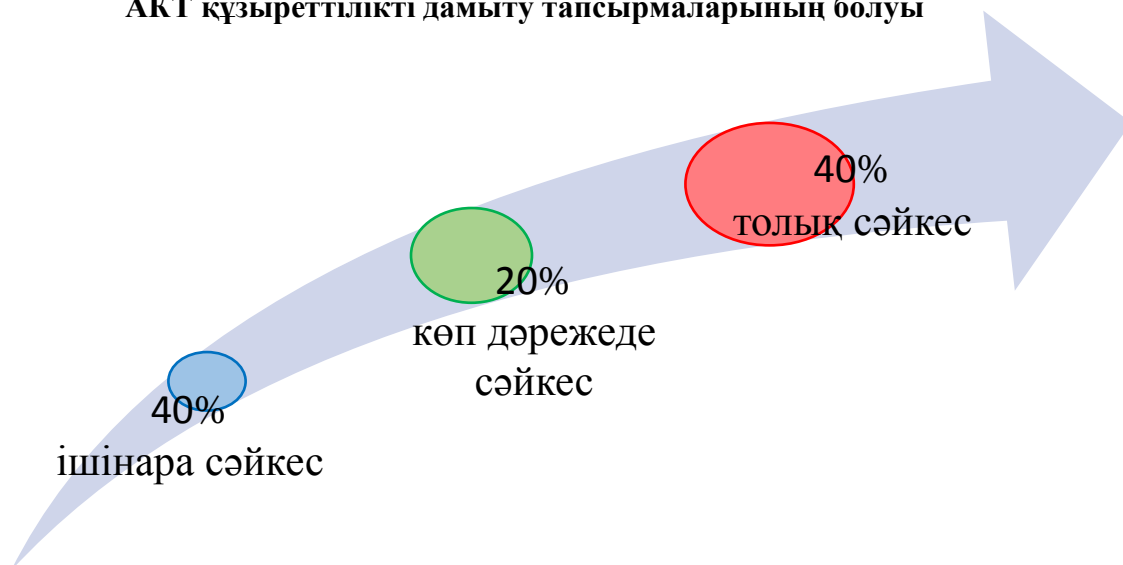 АКТ құзыреттілікті дамыту тапсырмаларының болуы
40%
толық сәйкес
20%
көп дәрежеде
сәйкес
40%
ішінара сәйкес